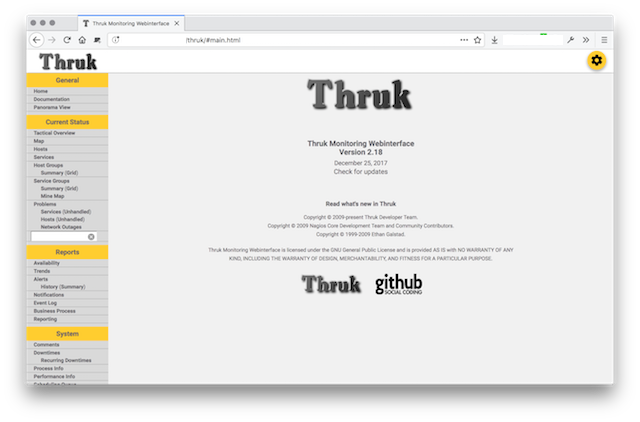 Thruk Monitoring Webinterface
/thruk/#main.html
Thruk
General
Home
Documentation
Panorama View
Current Status
Tactical Overview
Map
Hosts
Services
Host Groups
Summary (Grid)
Service Groups
Summary (Grid)
Mine Map
Problems
Services (Unhandled)
Hosts (Unhandled)
Network Outages
Reports
Availability
Trends
Alerts
History (Summary)
Notifications
Event Log
Business Process
Reporting
System
Comments
Downtimes
Recurring Downtimes
Process Info
Performance Info
Scheduling Queue
Thruk
Thruk Monitoring Webinterface
Version 2.18
December 25, 2017
Check for updates
Read what's new in Thruk
Copyright © 2009-present Thruk Developer Team.
Copyright © 2009 Nagios Core Development Team and Community Contributors.
Copyright © 1999-2009 Ethan Galstad.
Thruk Monitoring Webinterface is licensed under the GNU General Public License and is provided AS IS with NO WARRANTY OF ANY
KIND, INCLUDING THE WARRANTY OF DESIGN, MERCHANTABILITY, AND FITNESS FOR A PARTICULAR PURPOSE.
Thruk
github
SOCIAL CODING